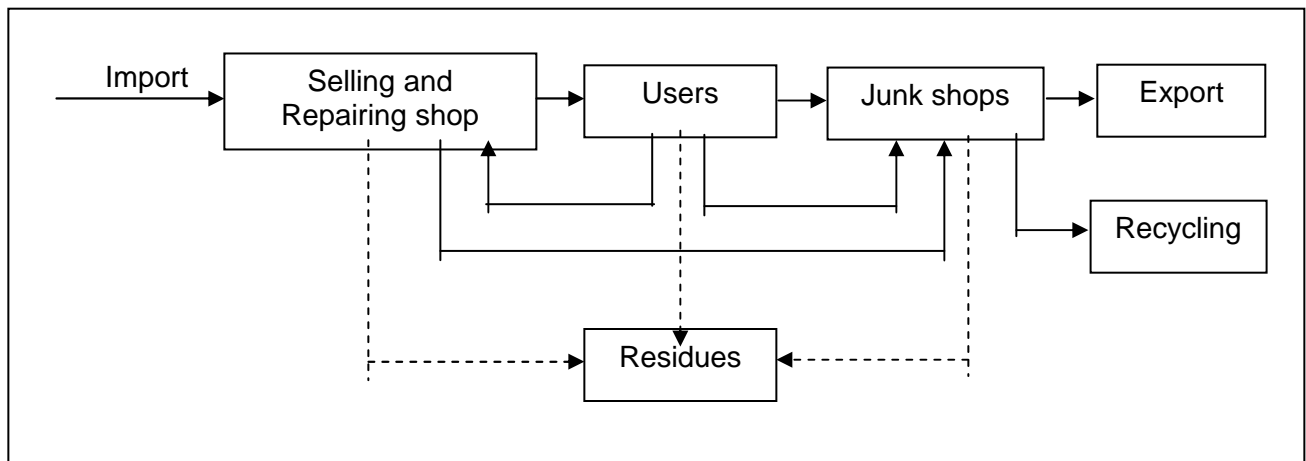 Import
Selling and
Repairing shop
Users
Junk shops
Export
Recycling
Residues